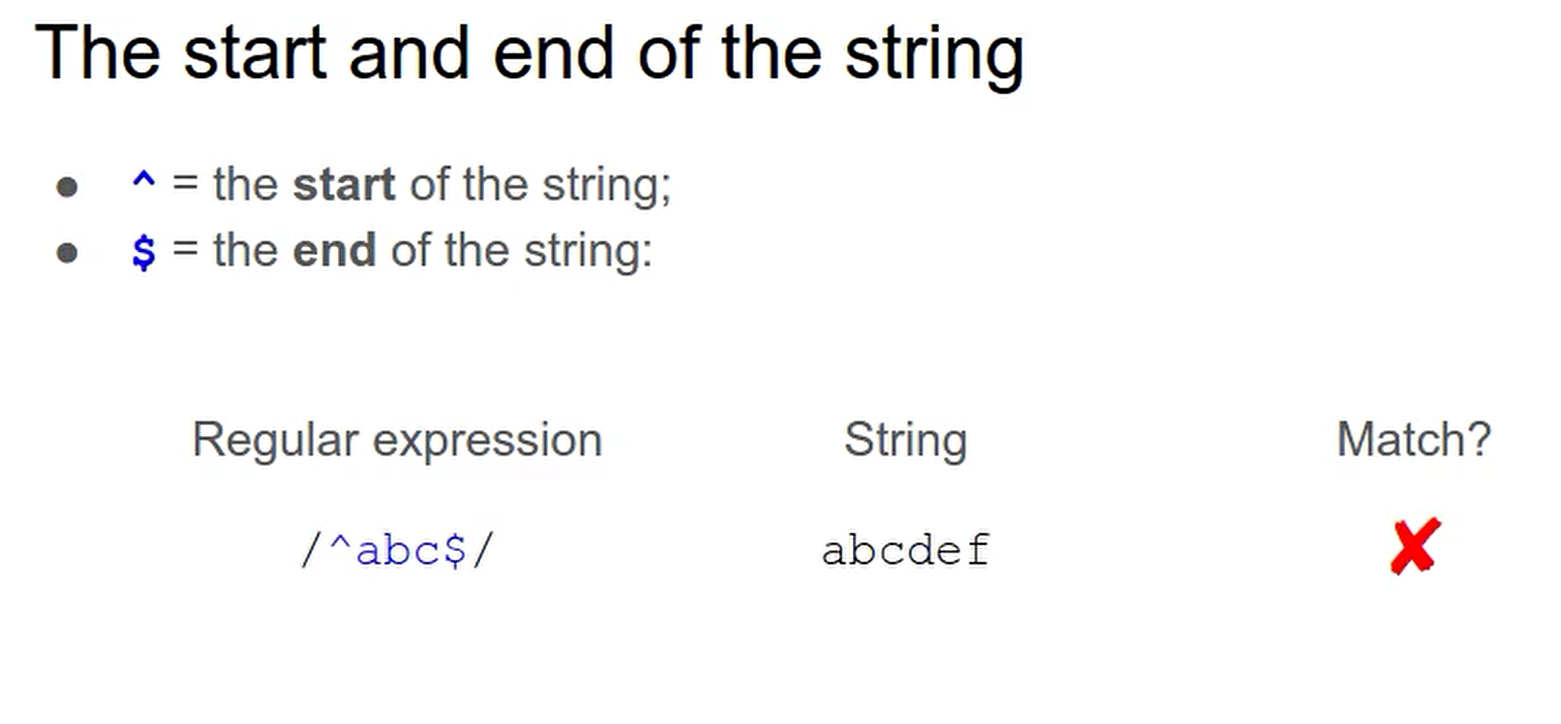 The start and end of the string
● ^ = the start of the string;
● $ = the end of the string:
Regular expression String Match?
/^abc$/ abcdef ✘